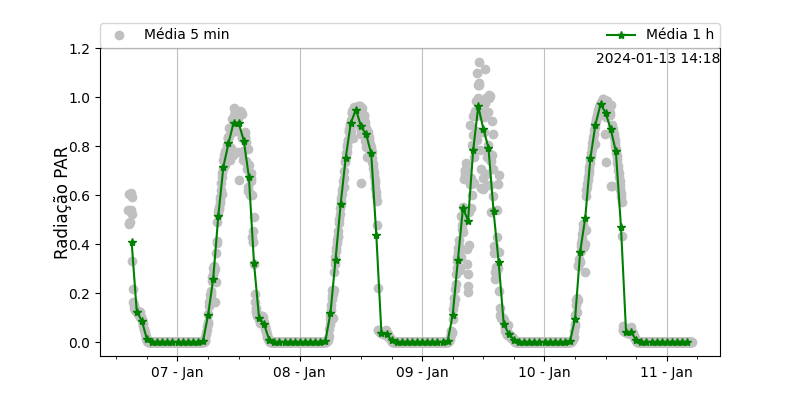 Média 5 min
Média 1 h
2024-01-13 14:18
Radiação PAR
1.2
1.0
0.8
0.6
0.4
0.2
0.0
07 - Jan
08 - Jan
09 - Jan
10 - Jan
11 - Jan